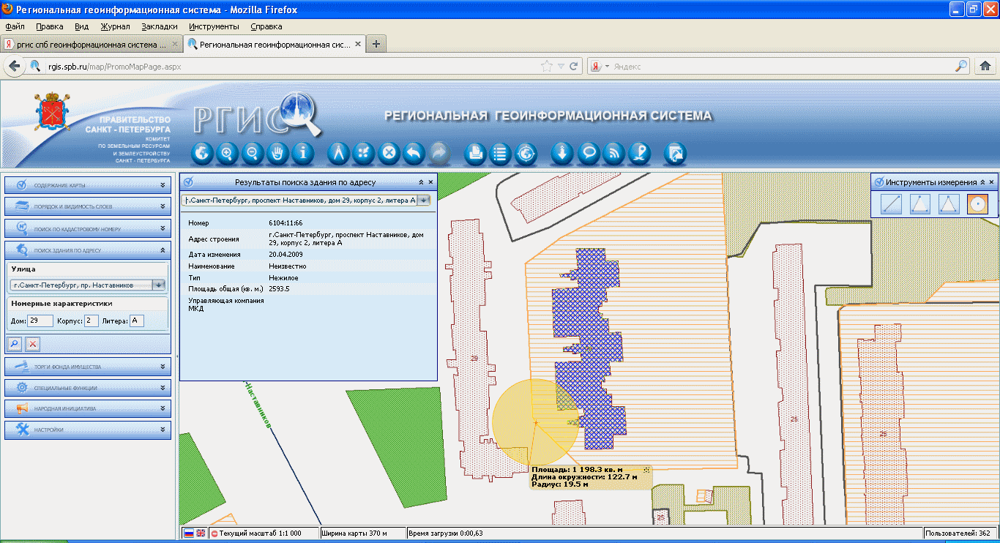 Региональная геоинформационная система - Mozilla Firefox
Файл Правка Вид Журнал Закладки Инструменты Справка
ргис спб геоинформационная система ...
Региональная геоинформационная сис...
rgis.spb.ru/map/PromoMapPage.aspx
Яндекс
ПРАВИТЕЛЬСТВО
САНКТ - ПЕТЕРБУРГА
КОМИТЕТ
ПО ЗЕМЕЛЬНЫМ РЕСУРСАМ
И ЗЕМЛЕУСТРОЙСТВУ
САНКТ - ПЕТЕРБУРГА
РГИС
РЕГИОНАЛЬНАЯ ГЕОИНФОРМАЦИОННАЯ СИСТЕМА
СОДЕРЖАНИЕ КАРТЫ
ПОРЯДОК И ВИДИМОСТЬ СЛОЕВ
ПОИСК ПО КАДАСТРОВОМУ НОМЕРУ
ПОИСК ЗДАНИЯ ПО АДРЕСУ
Улица
г.Санкт-Петербург, пр. Наставников
Номерные характеристики
Дом: 29 Корпус: 2 Литера: А
ТОРГИ ФОНДА ИМУЩЕСТВА
СПЕЦИАЛЬНЫЕ ФУНКЦИИ
НАРОДНАЯ ИНИЦИАТИВА
НАСТРОЙКИ
Результаты поиска здания по адресу
г.Санкт-Петербург, проспект Наставников, дом 29, корпус 2, литера А
Номер 6104:11:66
Адрес строения г.Санкт-Петербург, проспект Наставников, дом
29, корпус 2, литера А
Дата изменения 20.04.2009
Наименование Неизвестно
Тип Нежилое
Площадь общая (кв. м.) 2593.5
Управляющая компания
МКД
Инструменты измерения
29
25
25
Наставников
Площадь: 1 198.3 кв. м
Длина окружности: 122.7 м
Радиус: 19.5 м
25
Текущий масштаб 1:1 000
Ширина карты 370 м
Время загрузки 0:00,63
Пользователей: 362